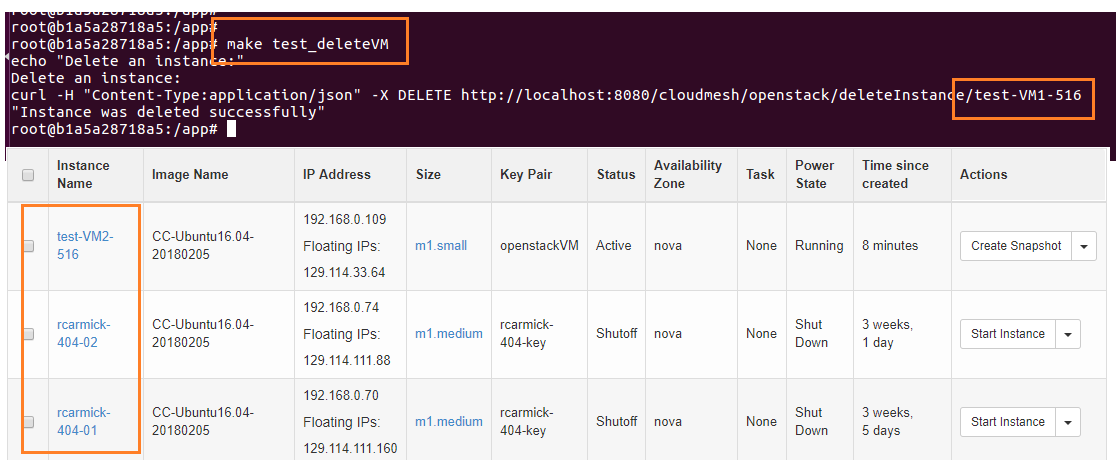 root@b1a5a28718a5:/app#
root@b1a5a28718a5:/app#
root@b1a5a28718a5:/app# make test_deleteVM
echo "Delete an instance:"
Delete an instance:
curl -H "Content-Type:application/json" -X DELETE http://localhost:8080/cloudmesh/openstack/deleteInstance/test-VM1-516
"Instance was deleted successfully"
root@b1a5a28718a5:/app#
Instance Name
Image Name
IP Address
Size
Key Pair
Status
Availability Zone
Task
Power State
Time since created
Actions
test-VM2-
516
CC-Ubuntu16.04-
20180205
192.168.0.109
Floating IPs:
129.114.33.64
m1.small
openstackVM
Active
nova
None
Running
8 minutes
Create Snapshot
rcarmick-
404-02
CC-Ubuntu16.04-
20180205
192.168.0.74
Floating IPs:
129.114.111.88
m1.medium
rcarmick-
404-key
Shutoff
nova
None
Shut
Down
3 weeks,
1 day
Start Instance
rcarmick-
404-01
CC-Ubuntu16.04-
20180205
192.168.0.70
Floating IPs:
129.114.111.160
m1.medium
rcarmick-
404-key
Shutoff
nova
None
Shut
Down
3 weeks,
5 days
Start Instance